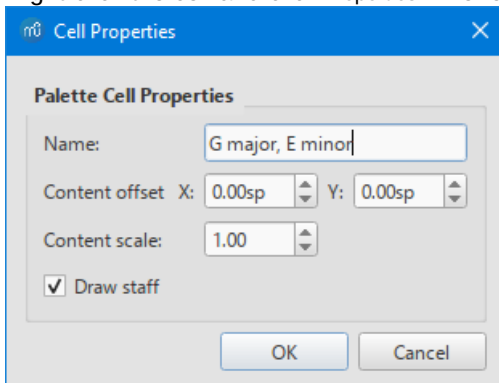 Cell Properties
Palette Cell Properties
Name: G major, E minor
Content offset X: 0.00sp Y: 0.00sp
Content scale: 1.00
Draw staff
OK Cancel